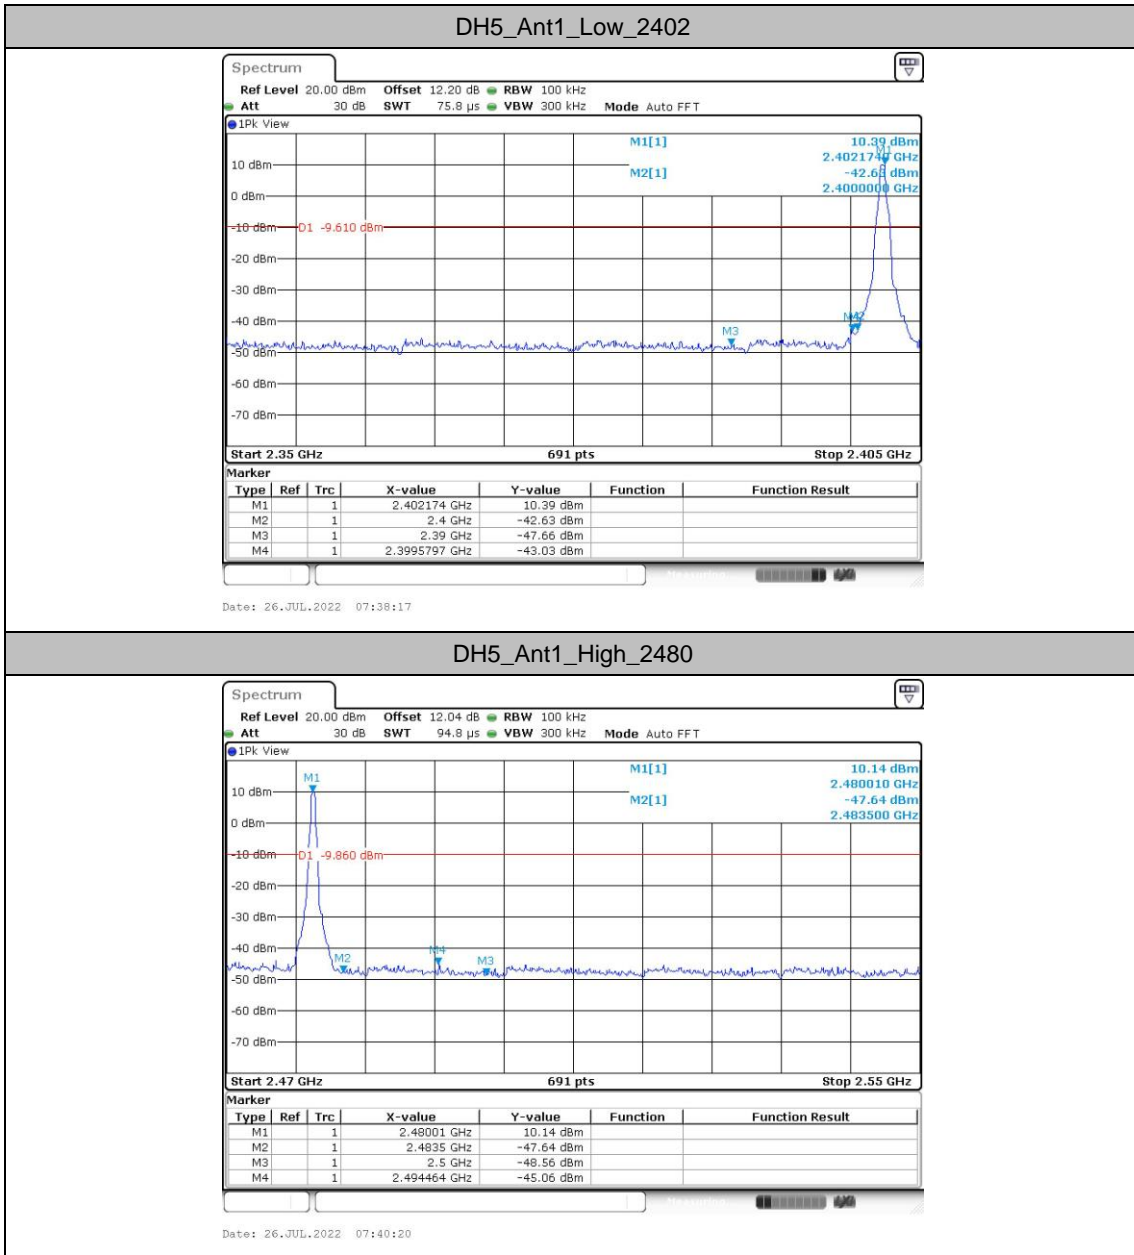 DH5_Ant1_Low_2402
Spectrum
Ref Level 20.00 dBm Offset 12.20 dB RBW 100 kHz
Att 30 dB SWT 75.8 µs VBW 300 kHz Mode Auto FFT
1Pk View
M1[1] 10.39 dBm
2.4021740 GHz
M2[1] -42.63 dBm
2.4000000 GHz
M1
10 dBm
0 dBm
-10 dBm
D1 -9.610 dBm
-20 dBm
-30 dBm
-40 dBm
M3
M2
-50 dBm
-60 dBm
-70 dBm
Start 2.35 GHz 691 pts Stop 2.405 GHz
Marker
Type Ref Trc X-value Y-value Function Function Result
M1 1 2.402174 GHz 10.39 dBm
M2 1 2.4 GHz -42.63 dBm
M3 1 2.39 GHz -47.66 dBm
M4 1 2.3995797 GHz -43.03 dBm
Date: 26.JUL.2022 07:38:17
DH5_Ant1_High_2480
Spectrum
Ref Level 20.00 dBm Offset 12.04 dB RBW 100 kHz
Att 30 dB SWT 94.8 µs VBW 300 kHz Mode Auto FFT
1Pk View
M1[1] 10.14 dBm
2.480010 GHz
M2[1] -47.64 dBm
2.483500 GHz
M1
10 dBm
0 dBm
-10 dBm
D1 -9.860 dBm
-20 dBm
-30 dBm
-40 dBm
M2
M4
M3
-50 dBm
-60 dBm
-70 dBm
Start 2.47 GHz 691 pts Stop 2.55 GHz
Marker
Type Ref Trc X-value Y-value Function Function Result
M1 1 2.48001 GHz 10.14 dBm
M2 1 2.4835 GHz -47.64 dBm
M3 1 2.5 GHz -48.56 dBm
M4 1 2.494464 GHz -45.06 dBm
Date: 26.JUL.2022 07:40:20